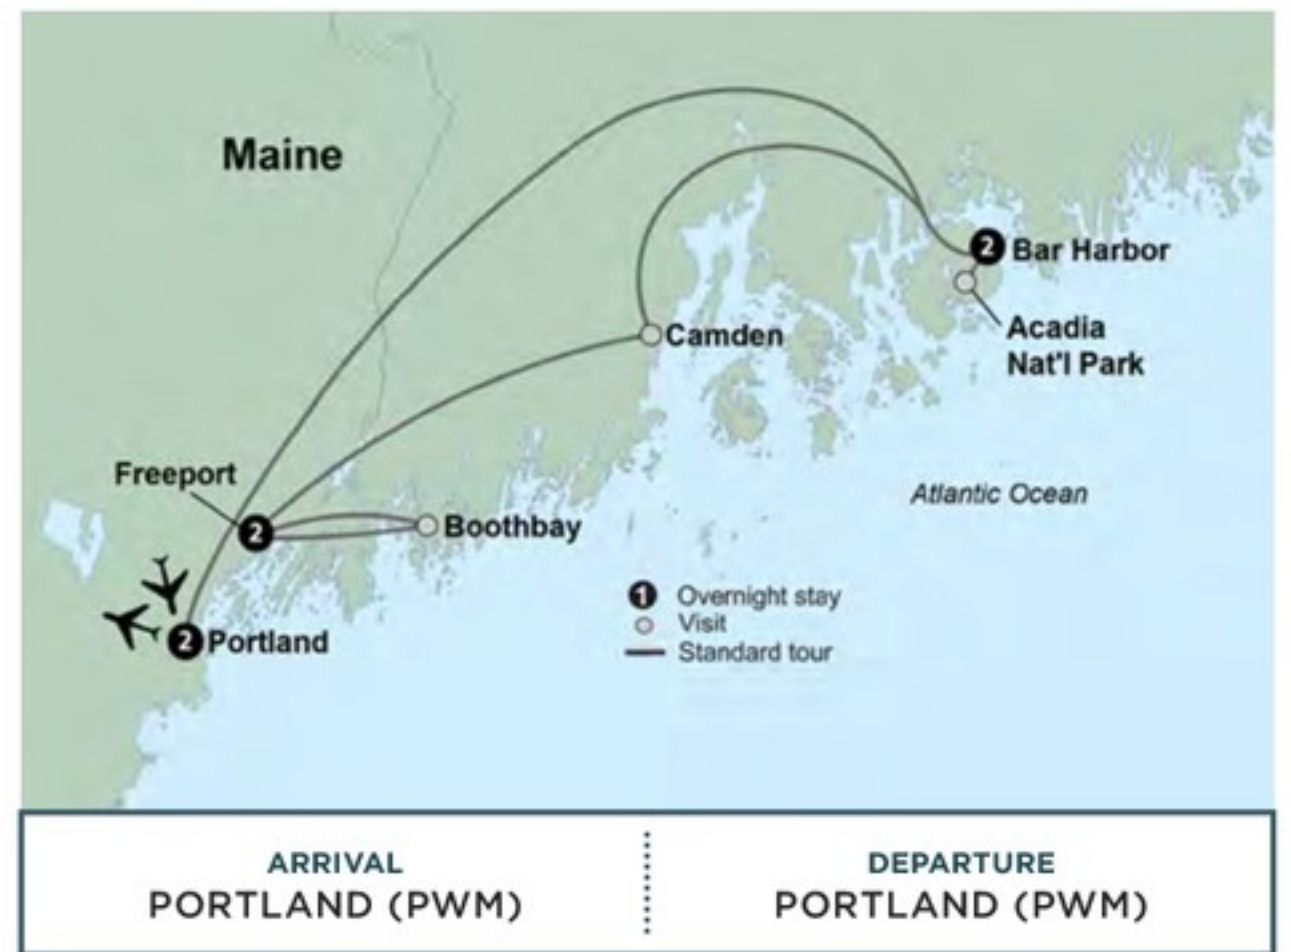 Maine
2 Bar Harbor
Acadia
Nat'l Park
Camden
Freeport
2
Boothbay
Atlantic Ocean
2 Portland
1 Overnight stay
Visit
Standard tour
ARRIVAL
PORTLAND (PWM)
DEPARTURE
PORTLAND (PWM)